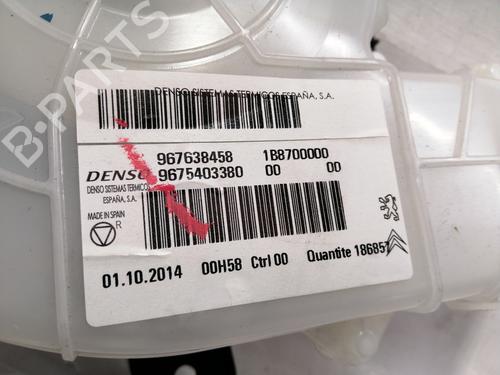 B-PARTS
DENSO SISTEMAS TERMICOS ESPAÑA, S.A.
967638458 1B8700000
DENSO 9675403380 00 00
DENSO SISTEMAS TERMICOS
ESPAÑA, S.A.
MADE IN SPAIN
R
01.10.2014 00H58 Ctrl 00 Quantite 186857